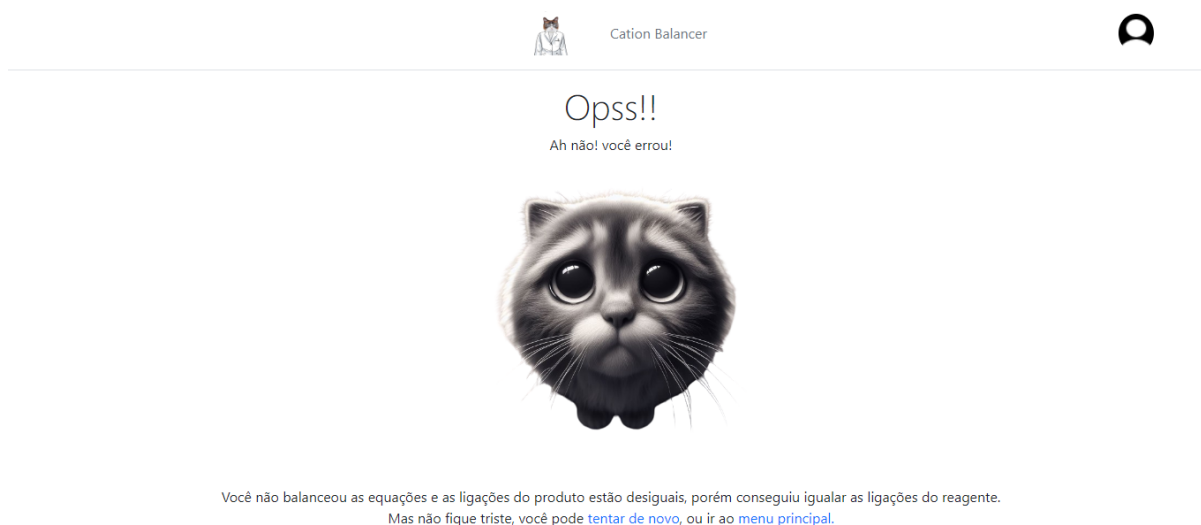 Cation Balancer
Opss!!
Ah não! você errou!
Você não balanceou as equações e as ligações do produto estão desiguais, porém conseguiu igualar as ligações do reagente.
Mas não fique triste, você pode tentar de novo, ou ir ao menu principal.